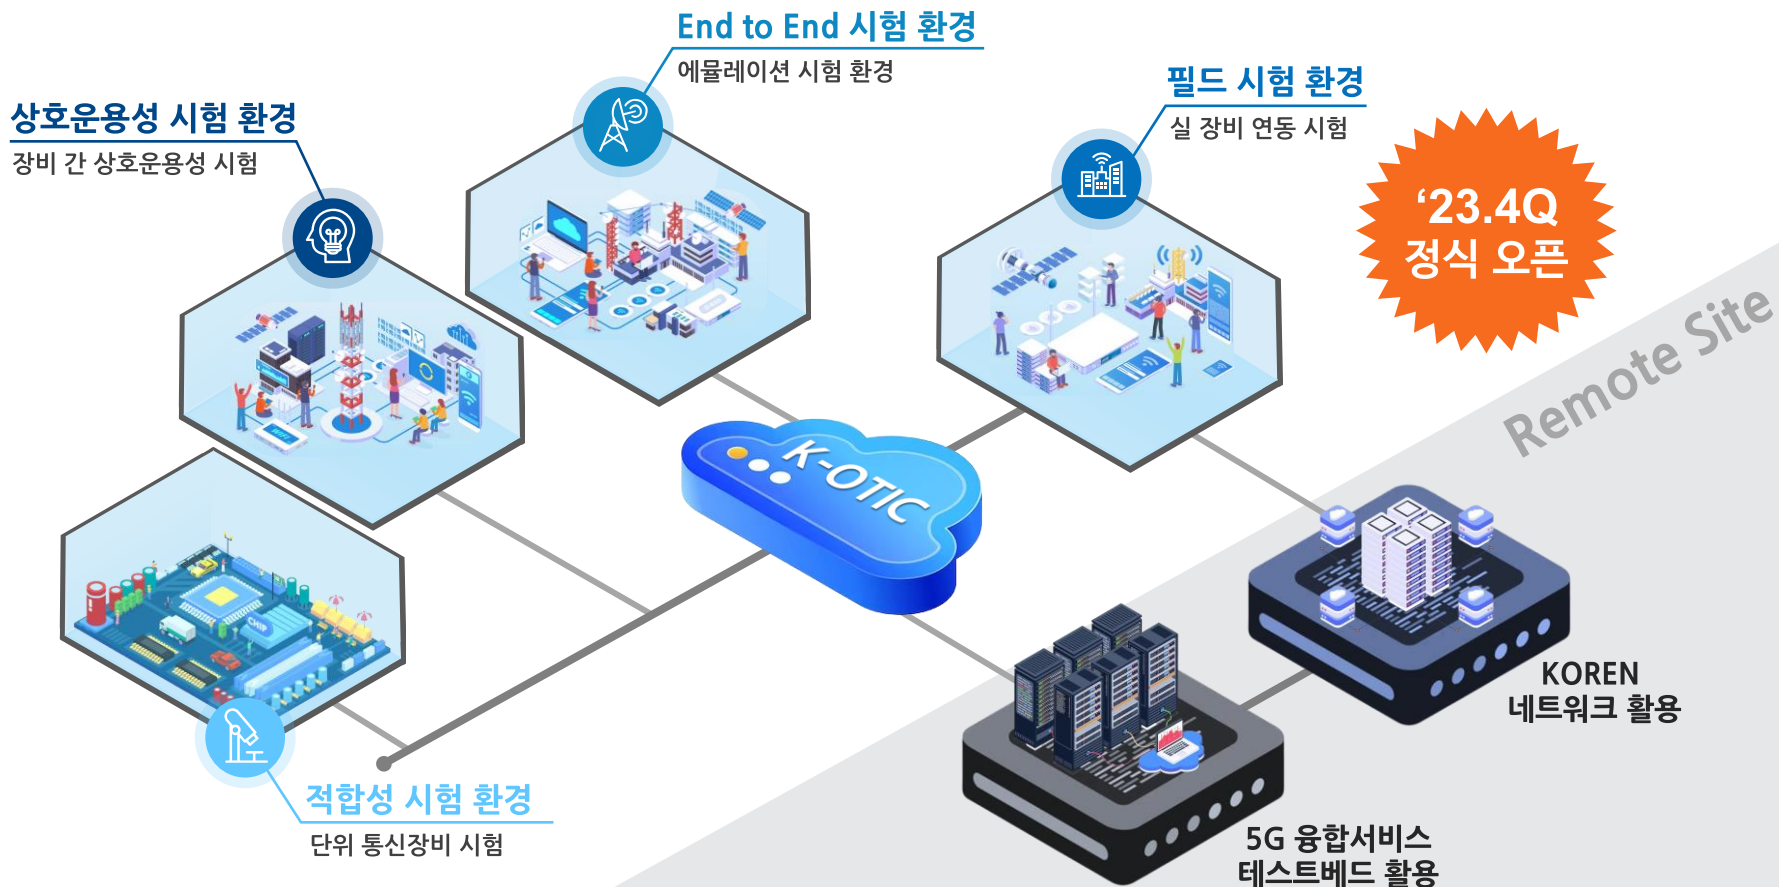 End to End 시험 환경
에뮬레이션 시험 환경
필드 시험 환경
실 장비 연동 시험
상호운용성 시험 환경
장비 간 상호운용성 시험
‘23.4Q
정식 오픈
Remote Site
K-OTIC
WIFI
CHIP
KOREN
네트워크 활용
적합성 시험 환경
단위 통신장비 시험
5G 융합서비스
테스트베드 활용